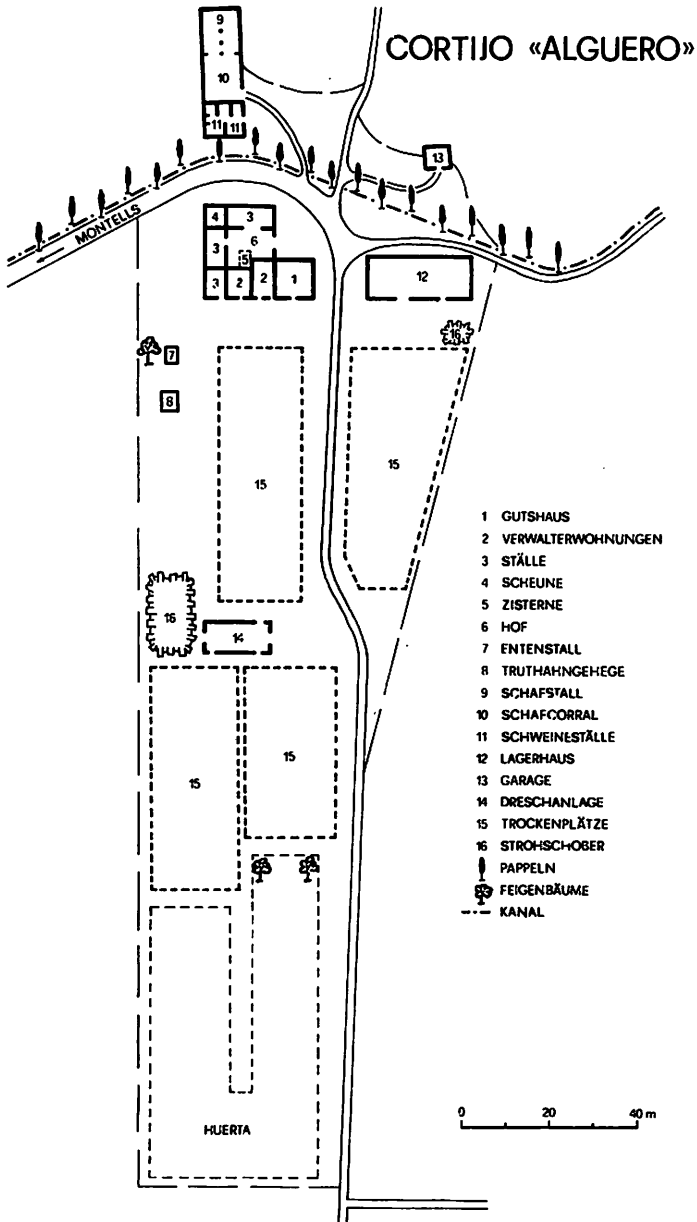 CORTIJO «ALGUERO»
9
10
11 11
13
MONTELLS
4 3
3 6
5
3 2 2 1
12
16
7
8
15
15
16
14
15
15
HUERTA
1 GUTSHAUS
2 VERWALTERWOHNUNGEN
3 STÄLLE
4 SCHEUNE
5 ZISTERNE
6 HOF
7 ENTENSTALL
8 TRUTHAHNGEHEGE
9 SCHAFSTALL
10 SCHAFCORRAL
11 SCHWEINESTÄLLE
12 LAGERHAUS
13 GARAGE
14 DRESCHANLAGE
15 TROCKENPLÄTZE
16 STROHSCHOBER
PAPPELN
FEIGENBÄUME
KANAL
0 20 40 m